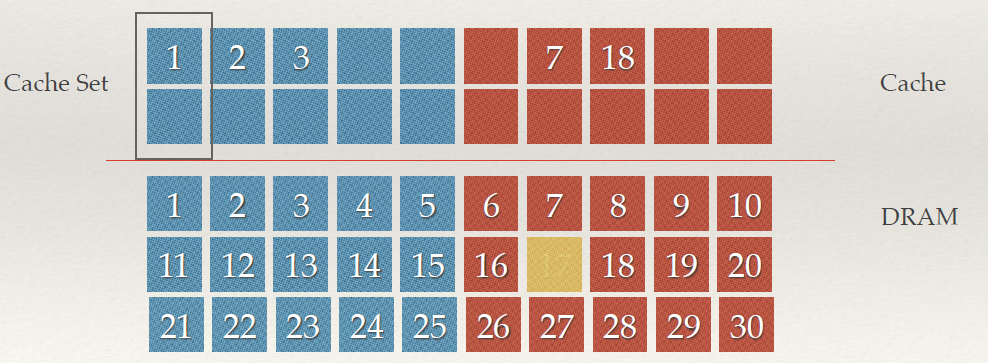 1 2 3 7 18
Cache Set
Cache
1 2 3 4 5 6 7 8 9 10
DRAM
11 12 13 14 15 16 17 18 19 20
21 22 23 24 25 26 27 28 29 30